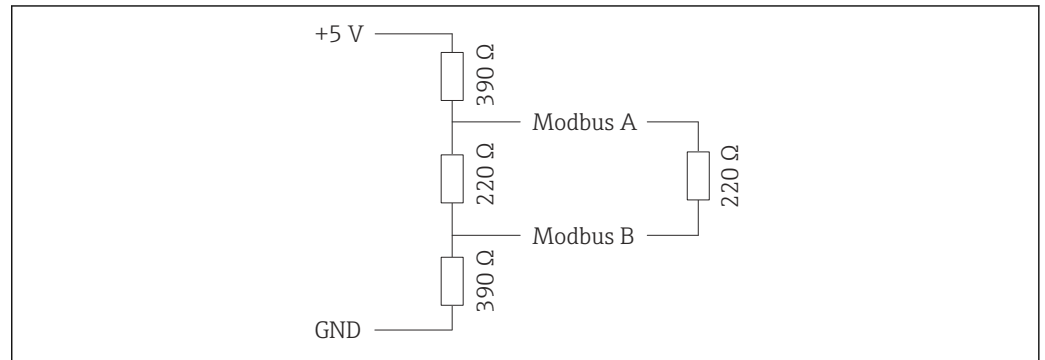 +5 V
390 Ω
Modbus A
220 Ω
220 Ω
Modbus B
390 Ω
GND